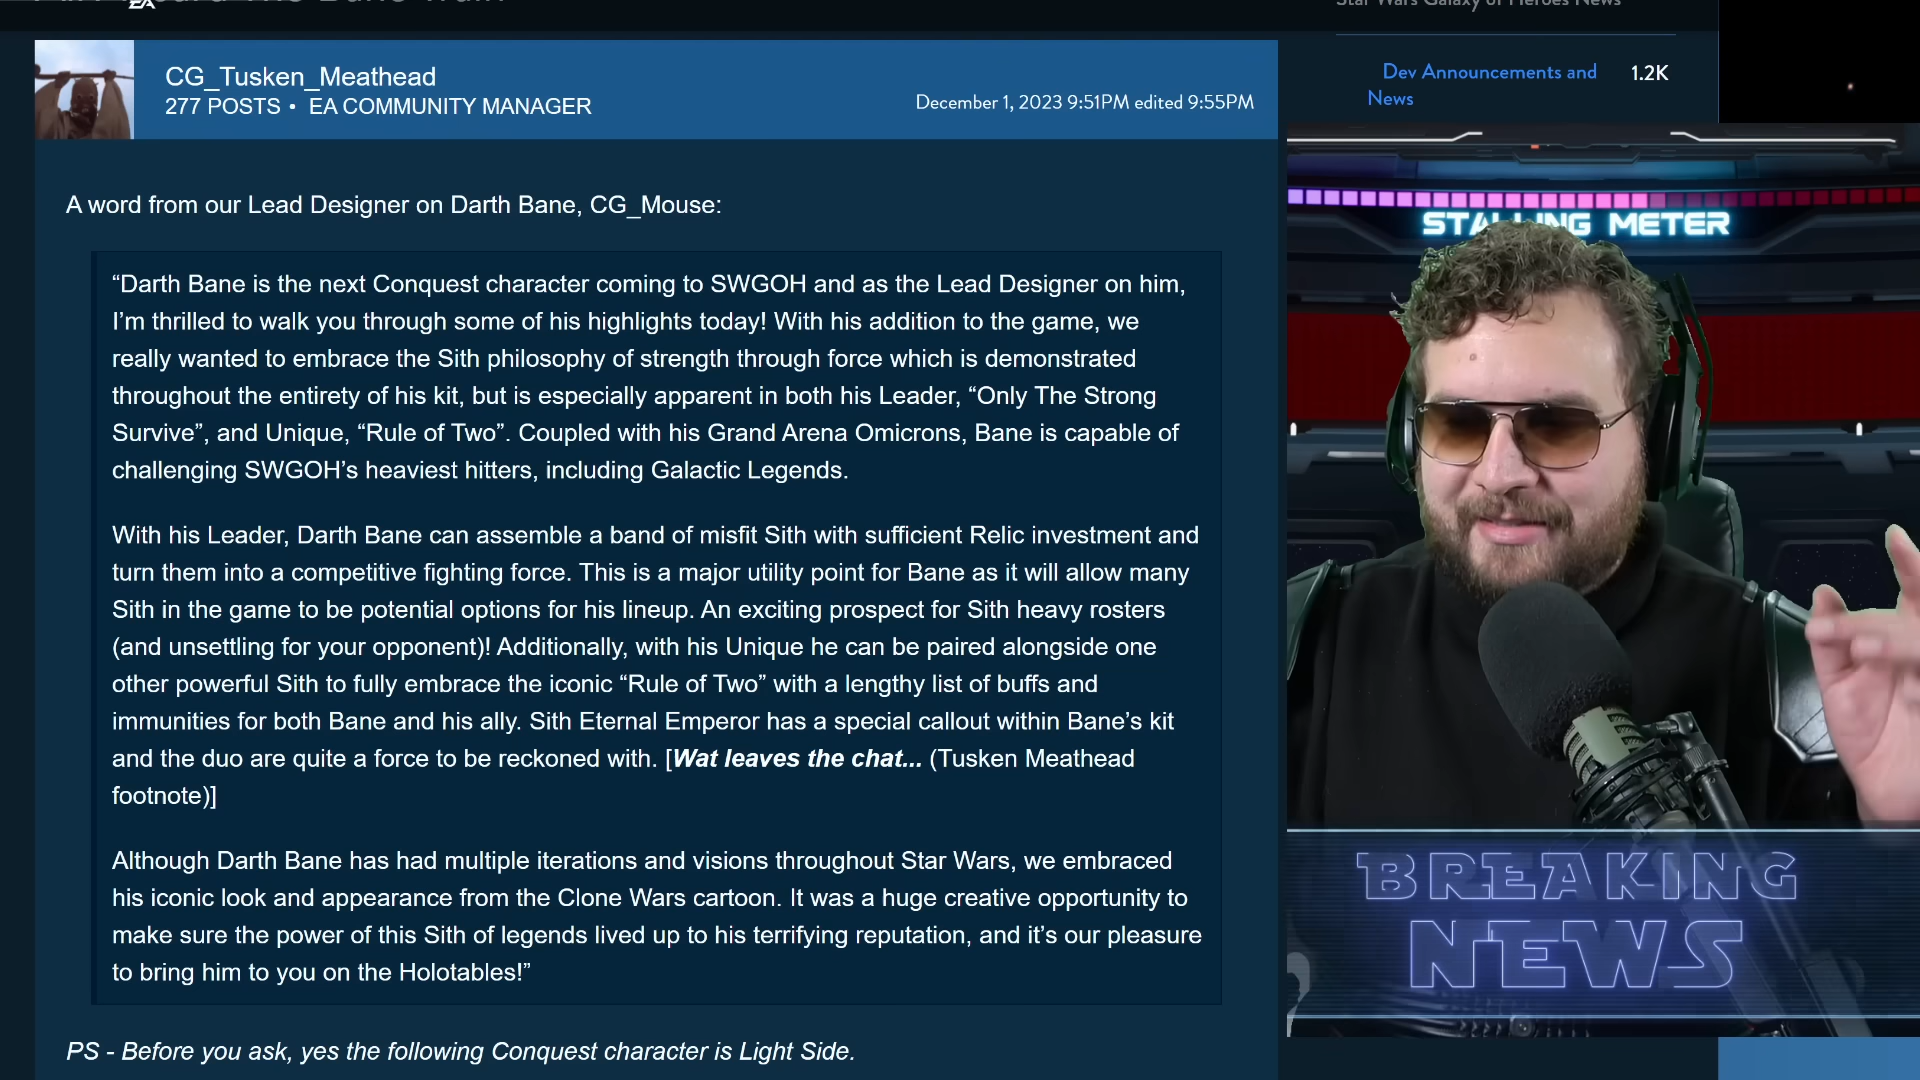 EA
Star Wars Galaxy of Heroes News
CG_Tusken_Meathead
277 POSTS • EA COMMUNITY MANAGER
December 1, 2023 9:51PM edited 9:55PM
Dev Announcements and
News
1.2K
A word from our Lead Designer on Darth Bane, CG_Mouse:
“Darth Bane is the next Conquest character coming to SWGOH and as the Lead Designer on him,
I’m thrilled to walk you through some of his highlights today! With his addition to the game, we
really wanted to embrace the Sith philosophy of strength through force which is demonstrated
throughout the entirety of his kit, but is especially apparent in both his Leader, “Only The Strong
Survive”, and Unique, “Rule of Two”. Coupled with his Grand Arena Omicrons, Bane is capable of
challenging SWGOH’s heaviest hitters, including Galactic Legends.
With his Leader, Darth Bane can assemble a band of misfit Sith with sufficient Relic investment and
turn them into a competitive fighting force. This is a major utility point for Bane as it will allow many
Sith in the game to be potential options for his lineup. An exciting prospect for Sith heavy rosters
(and unsettling for your opponent)! Additionally, with his Unique he can be paired alongside one
other powerful Sith to fully embrace the iconic “Rule of Two” with a lengthy list of buffs and
immunities for both Bane and his ally. Sith Eternal Emperor has a special callout within Bane’s kit
and the duo are quite a force to be reckoned with. [Wat leaves the chat... (Tusken Meathead
footnote)]
Although Darth Bane has had multiple iterations and visions throughout Star Wars, we embraced
his iconic look and appearance from the Clone Wars cartoon. It was a huge creative opportunity to
make sure the power of this Sith of legends lived up to his terrifying reputation, and it’s our pleasure
to bring him to you on the Holotables!”
PS - Before you ask, yes the following Conquest character is Light Side.
STALLING METER
BREAKING
NEWS